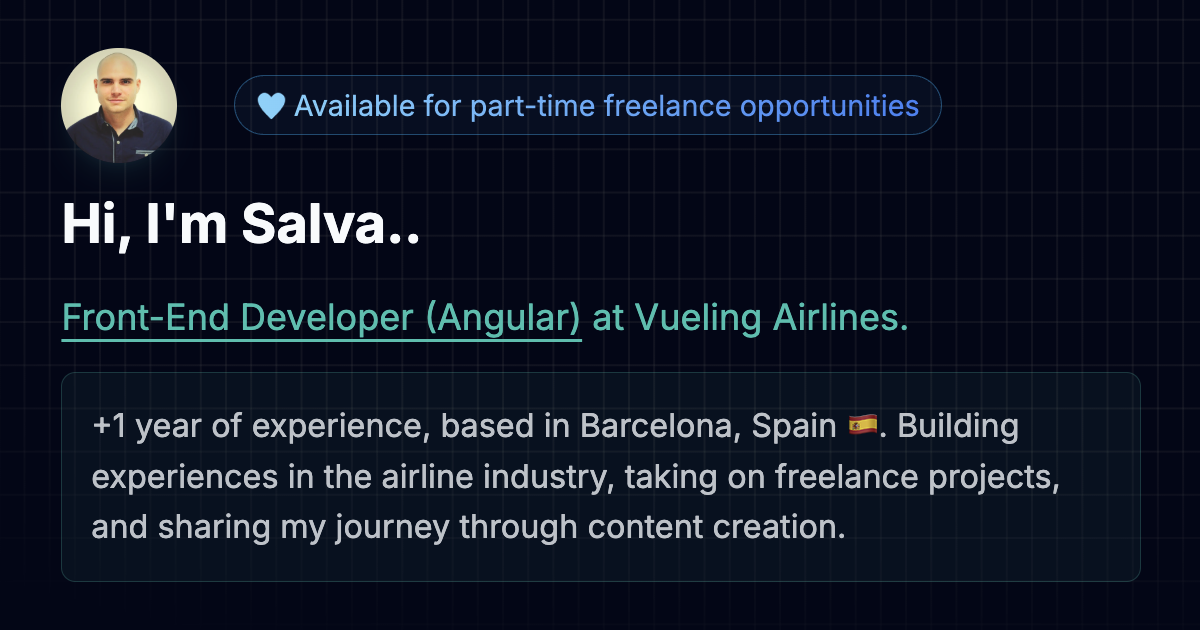 🩵 Available for part-time freelance opportunities
Hi, I'm Salva..
Front-End Developer (Angular) at Vueling Airlines.
+1 year of experience, based in Barcelona, Spain 🇪🇸. Building
experiences in the airline industry, taking on freelance projects,
and sharing my journey through content creation.